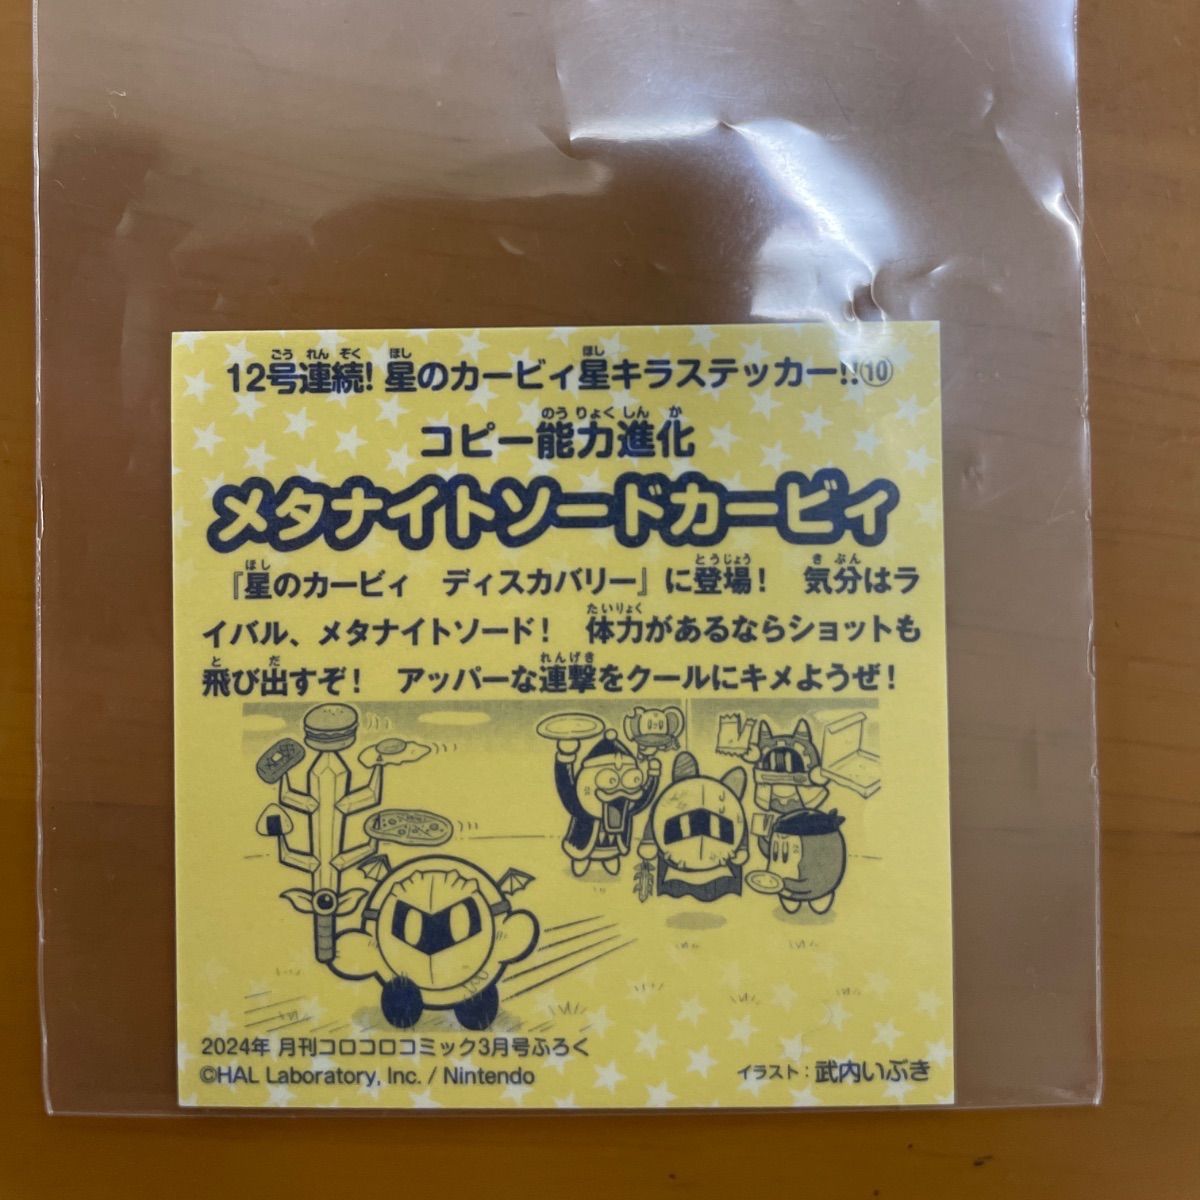 12号連続! 星のカービィ星キラステッカー!!⑩
コピー能力進化
メタナイトソードカービィ
『星のカービィ ディスカバリー』に登場! 気分はラ
イバル、メタナイトソード! 体力があるならショットも
飛び出すぞ! アッパーな連撃をクールにキメようぜ!
2024年 月刊コロコロコミック3月号ふろく
©HAL Laboratory, Inc. / Nintendo
イラスト:武内いぶき